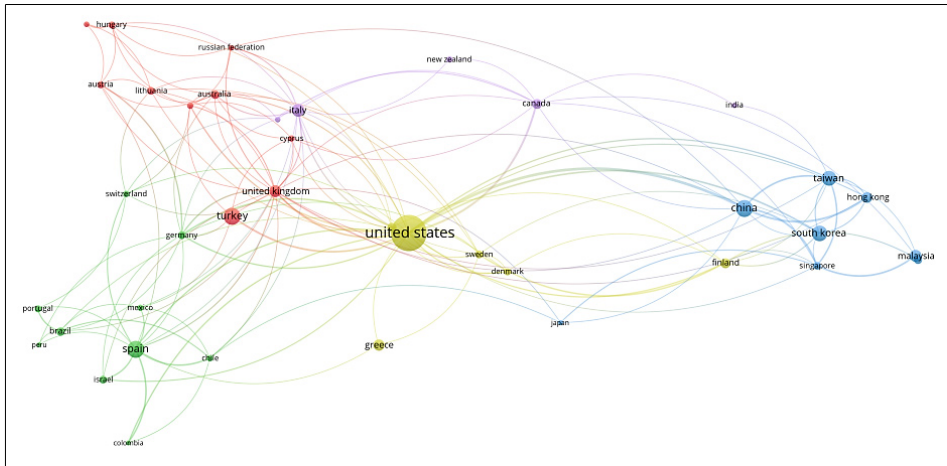 hungary
russian federation
new zealand
austria
lithuania
australia
italy
canada
india
cyprus
taiwan
switzerland
united kingdom
hong kong
turkey
china
germany
united states
south korea
sweden
malaysia
denmark
finland
singapore
portugal
mexico
japan
brazil
peru
spain
greece
chile
israel
colombia